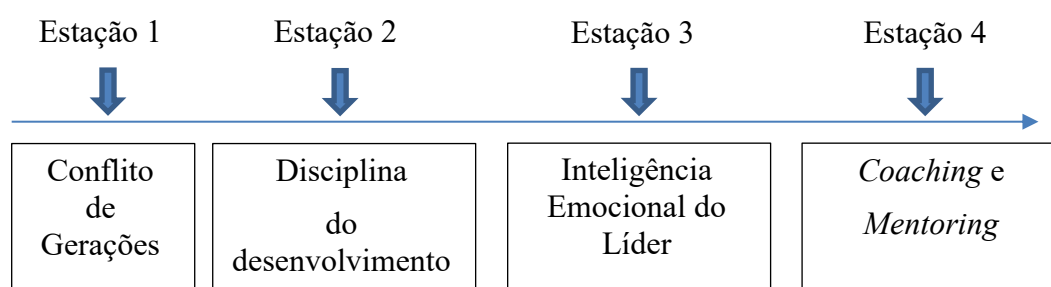 Estação 1
Estação 2
Estação 3
Estação 4
Conflito
de
Gerações
Disciplina
do
desenvolvimento
Inteligência
Emocional do
Líder
Coaching e
Mentoring